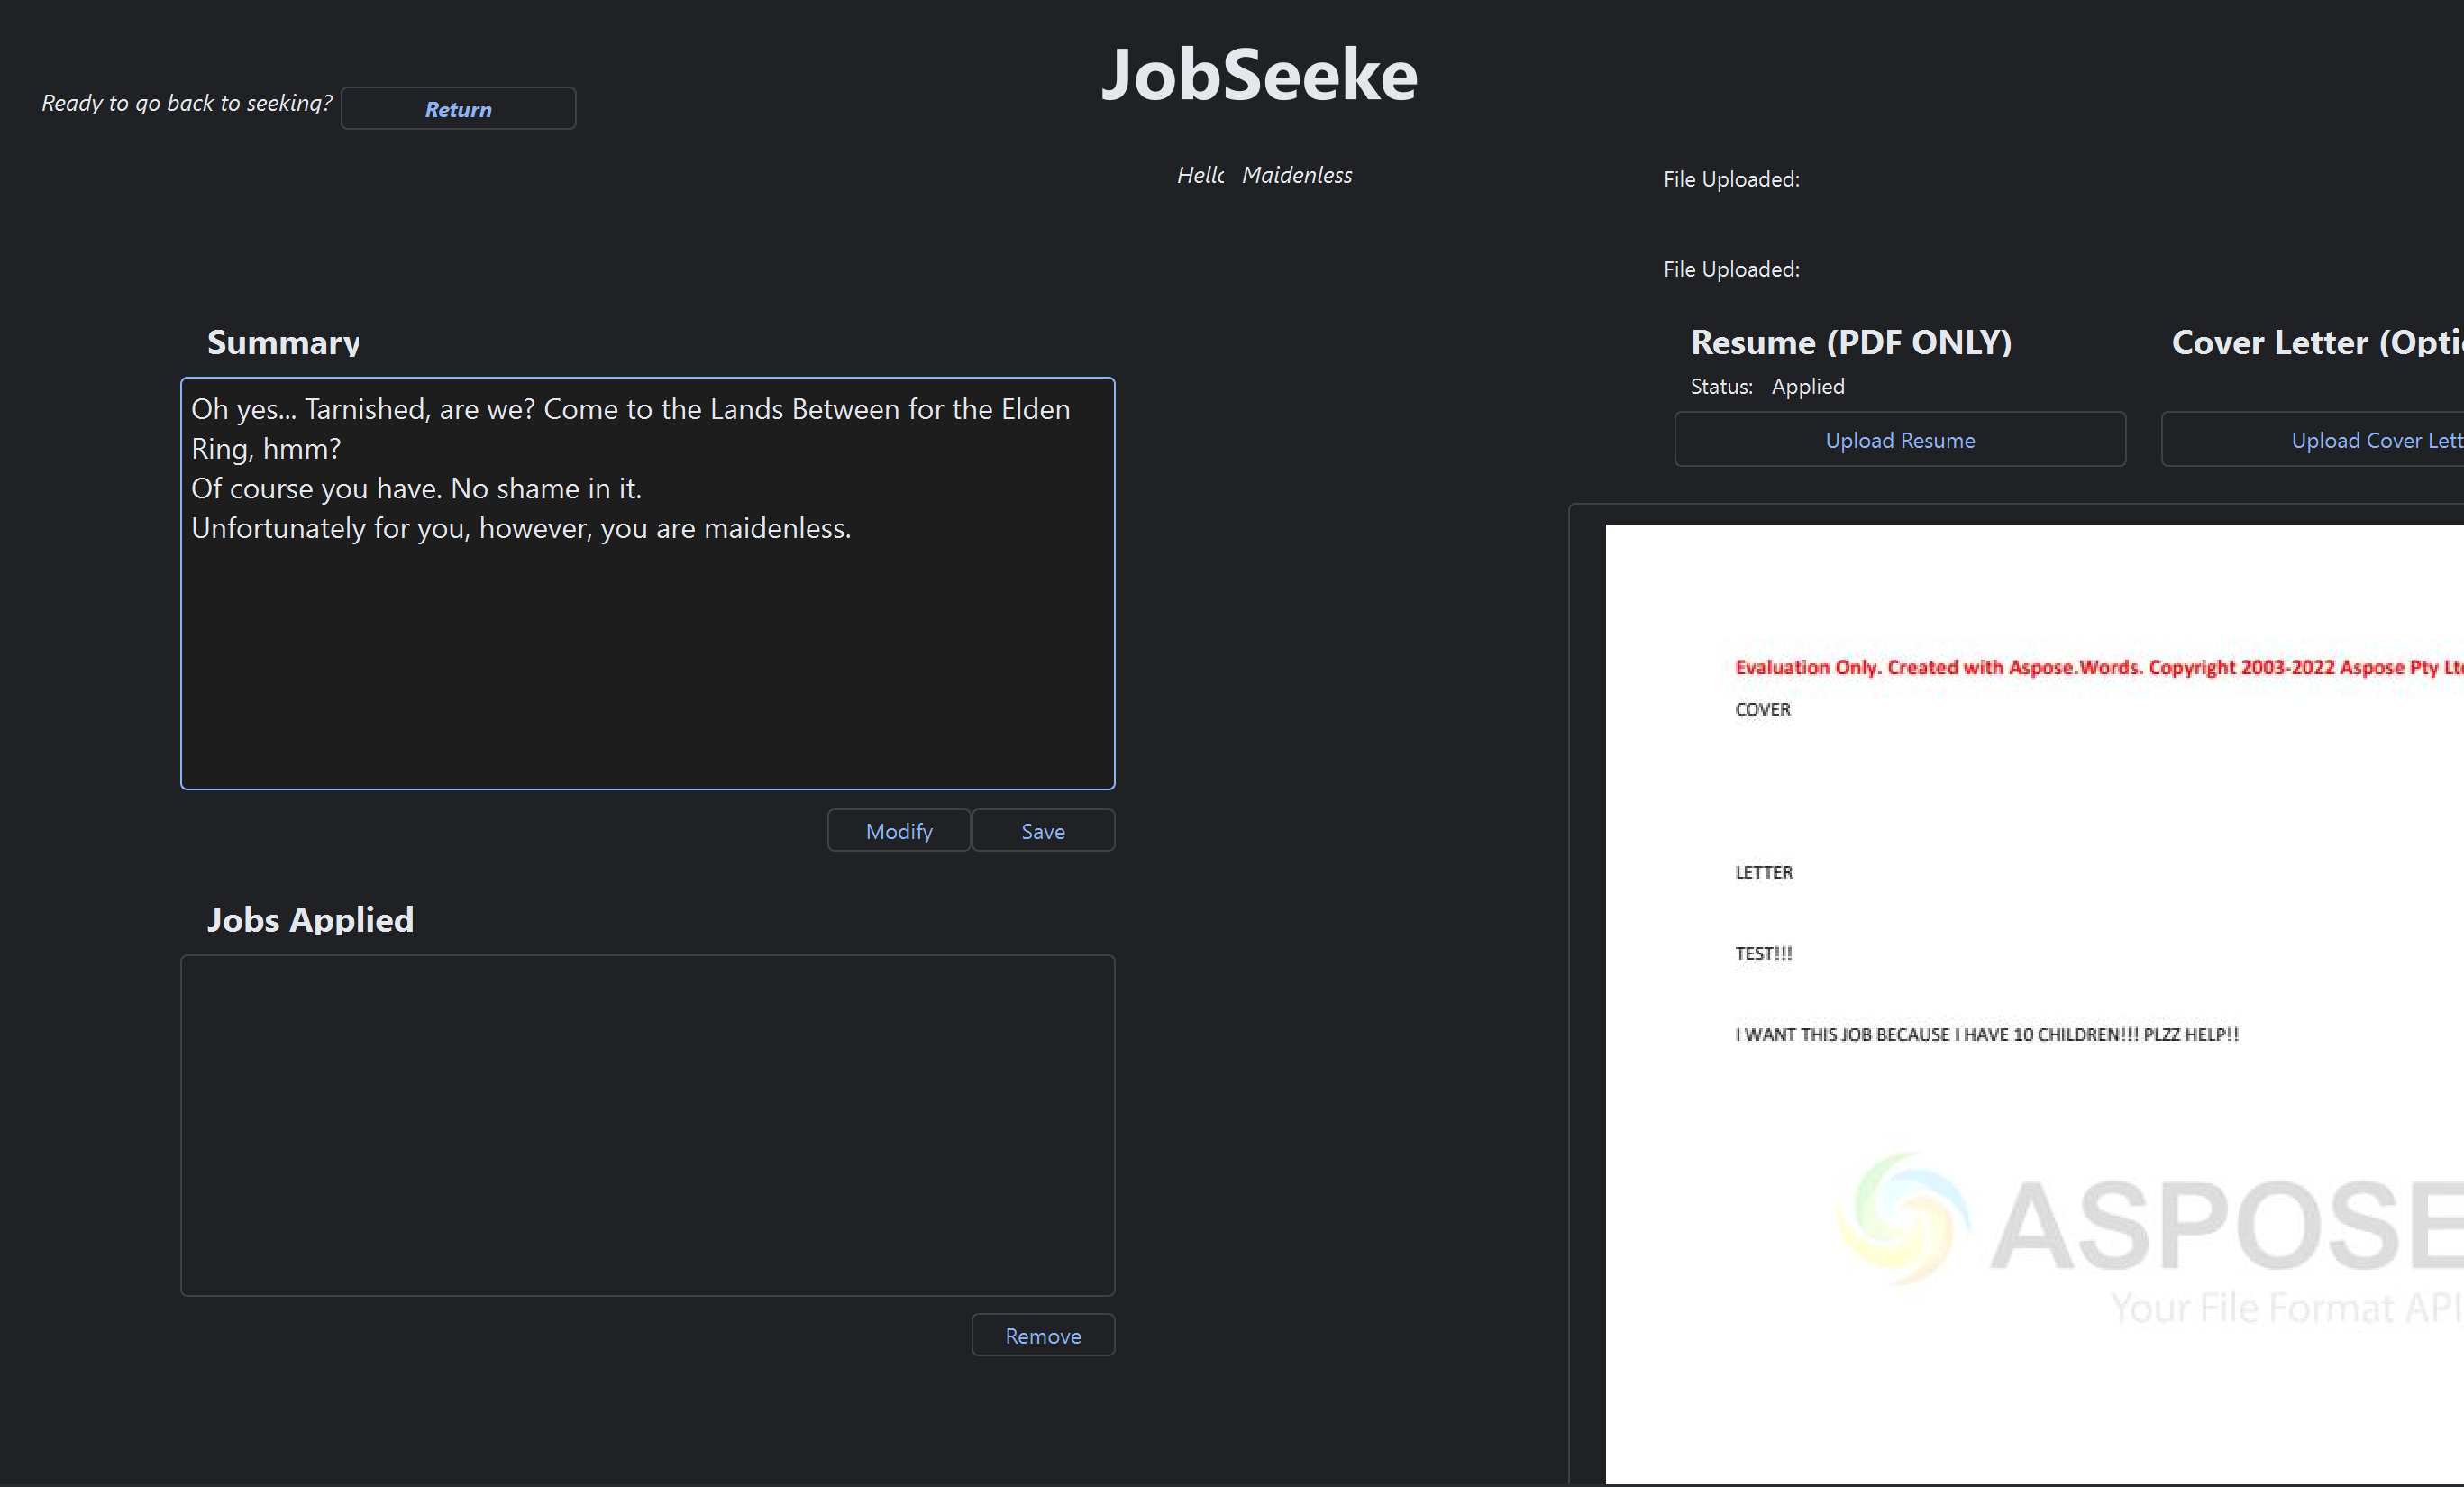 JobSeeke
Ready to go back to seeking? Return
Hello Maidenless
File Uploaded:
File Uploaded:
Summary
Oh yes... Tarnished, are we? Come to the Lands Between for the Elden
Ring, hmm?
Of course you have. No shame in it.
Unfortunately for you, however, you are maidenless.
Modify Save
Jobs Applied
Remove
Resume (PDF ONLY)
Status: Applied
Upload Resume
Cover Letter (Opti
Upload Cover Lett
Evaluation Only. Created with Aspose.Words. Copyright 2003-2022 Aspose Pty Lt
COVER
LETTER
TEST!!!
I WANT THIS JOB BECAUSE I HAVE 10 CHILDREN!!! PLZZ HELP!!
ASPOSE
Your File Format API